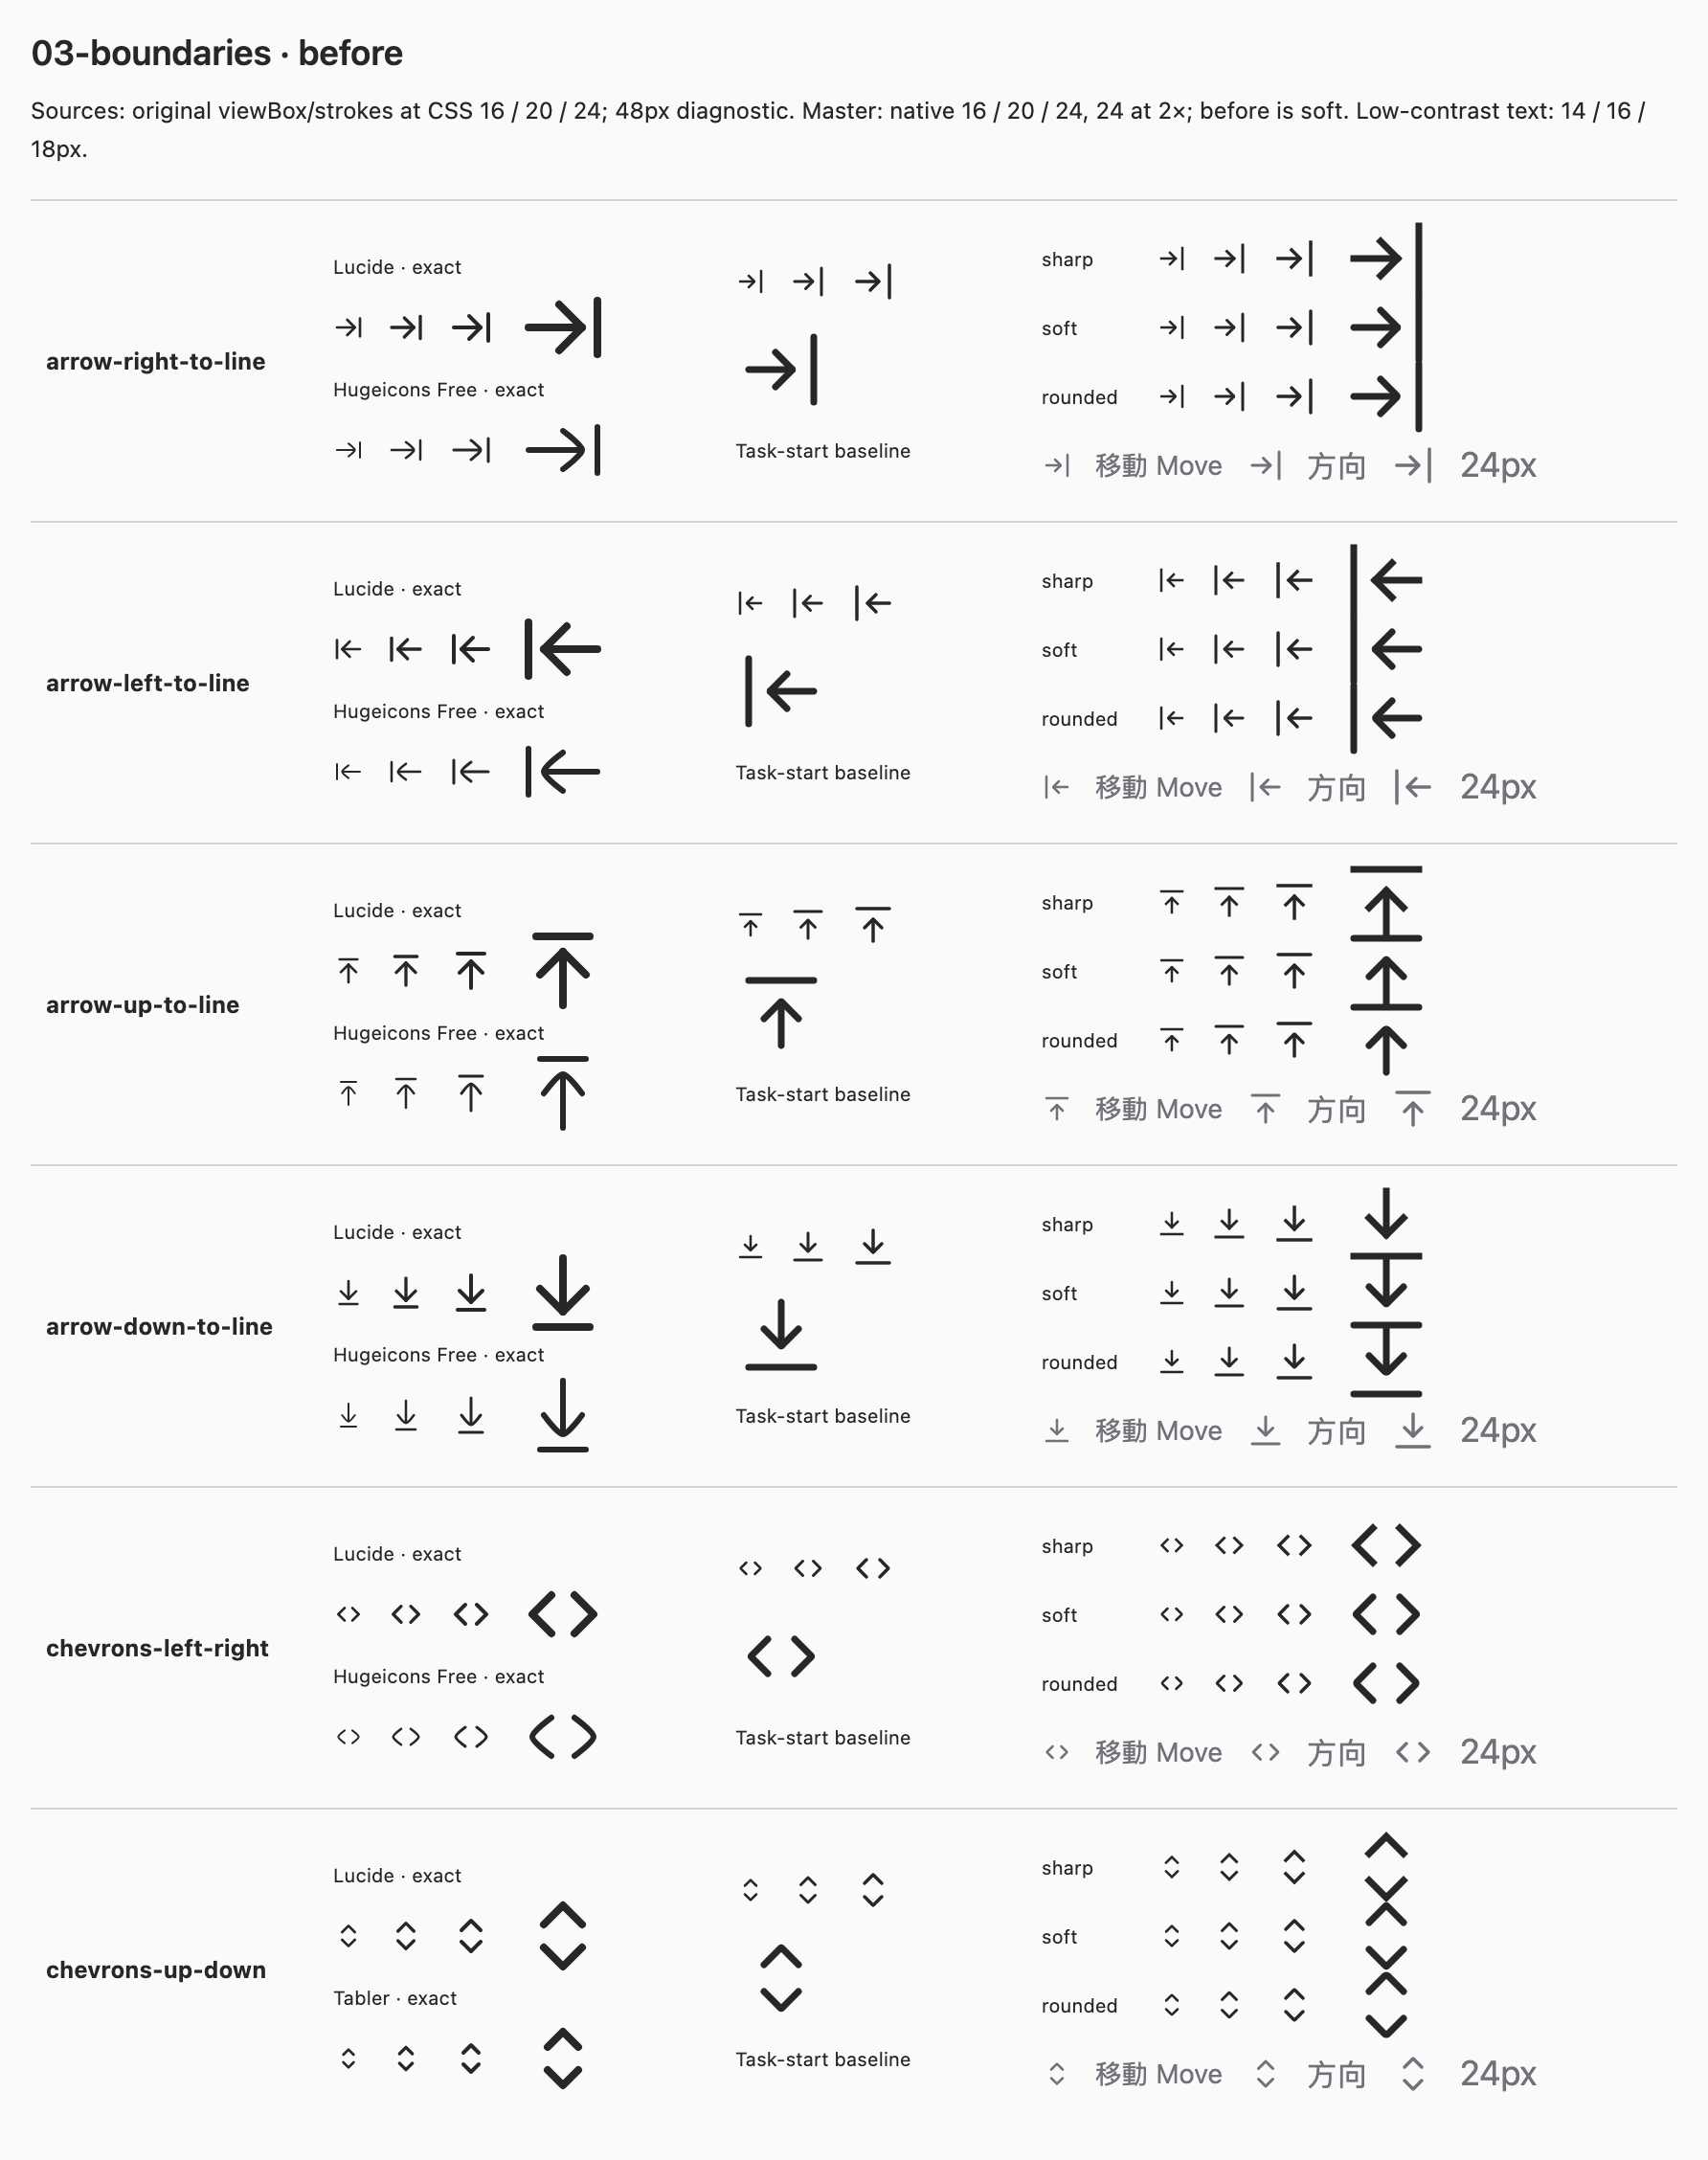 03-boundaries · before
Sources: original viewBox/strokes at CSS 16 / 20 / 24; 48px diagnostic. Master: native 16 / 20 / 24, 24 at 2×; before is soft. Low-contrast text: 14 / 16 /
18px.
arrow-right-to-line
Lucide · exact
Hugeicons Free · exact
Task-start baseline
sharp
soft
rounded
移動 Move 方向 24px
arrow-left-to-line
Lucide · exact
Hugeicons Free · exact
Task-start baseline
sharp
soft
rounded
移動 Move 方向 24px
arrow-up-to-line
Lucide · exact
Hugeicons Free · exact
Task-start baseline
sharp
soft
rounded
移動 Move 方向 24px
arrow-down-to-line
Lucide · exact
Hugeicons Free · exact
Task-start baseline
sharp
soft
rounded
移動 Move 方向 24px
chevrons-left-right
Lucide · exact
Hugeicons Free · exact
Task-start baseline
sharp
soft
rounded
移動 Move 方向 24px
chevrons-up-down
Lucide · exact
Tabler · exact
Task-start baseline
sharp
soft
rounded
移動 Move 方向 24px